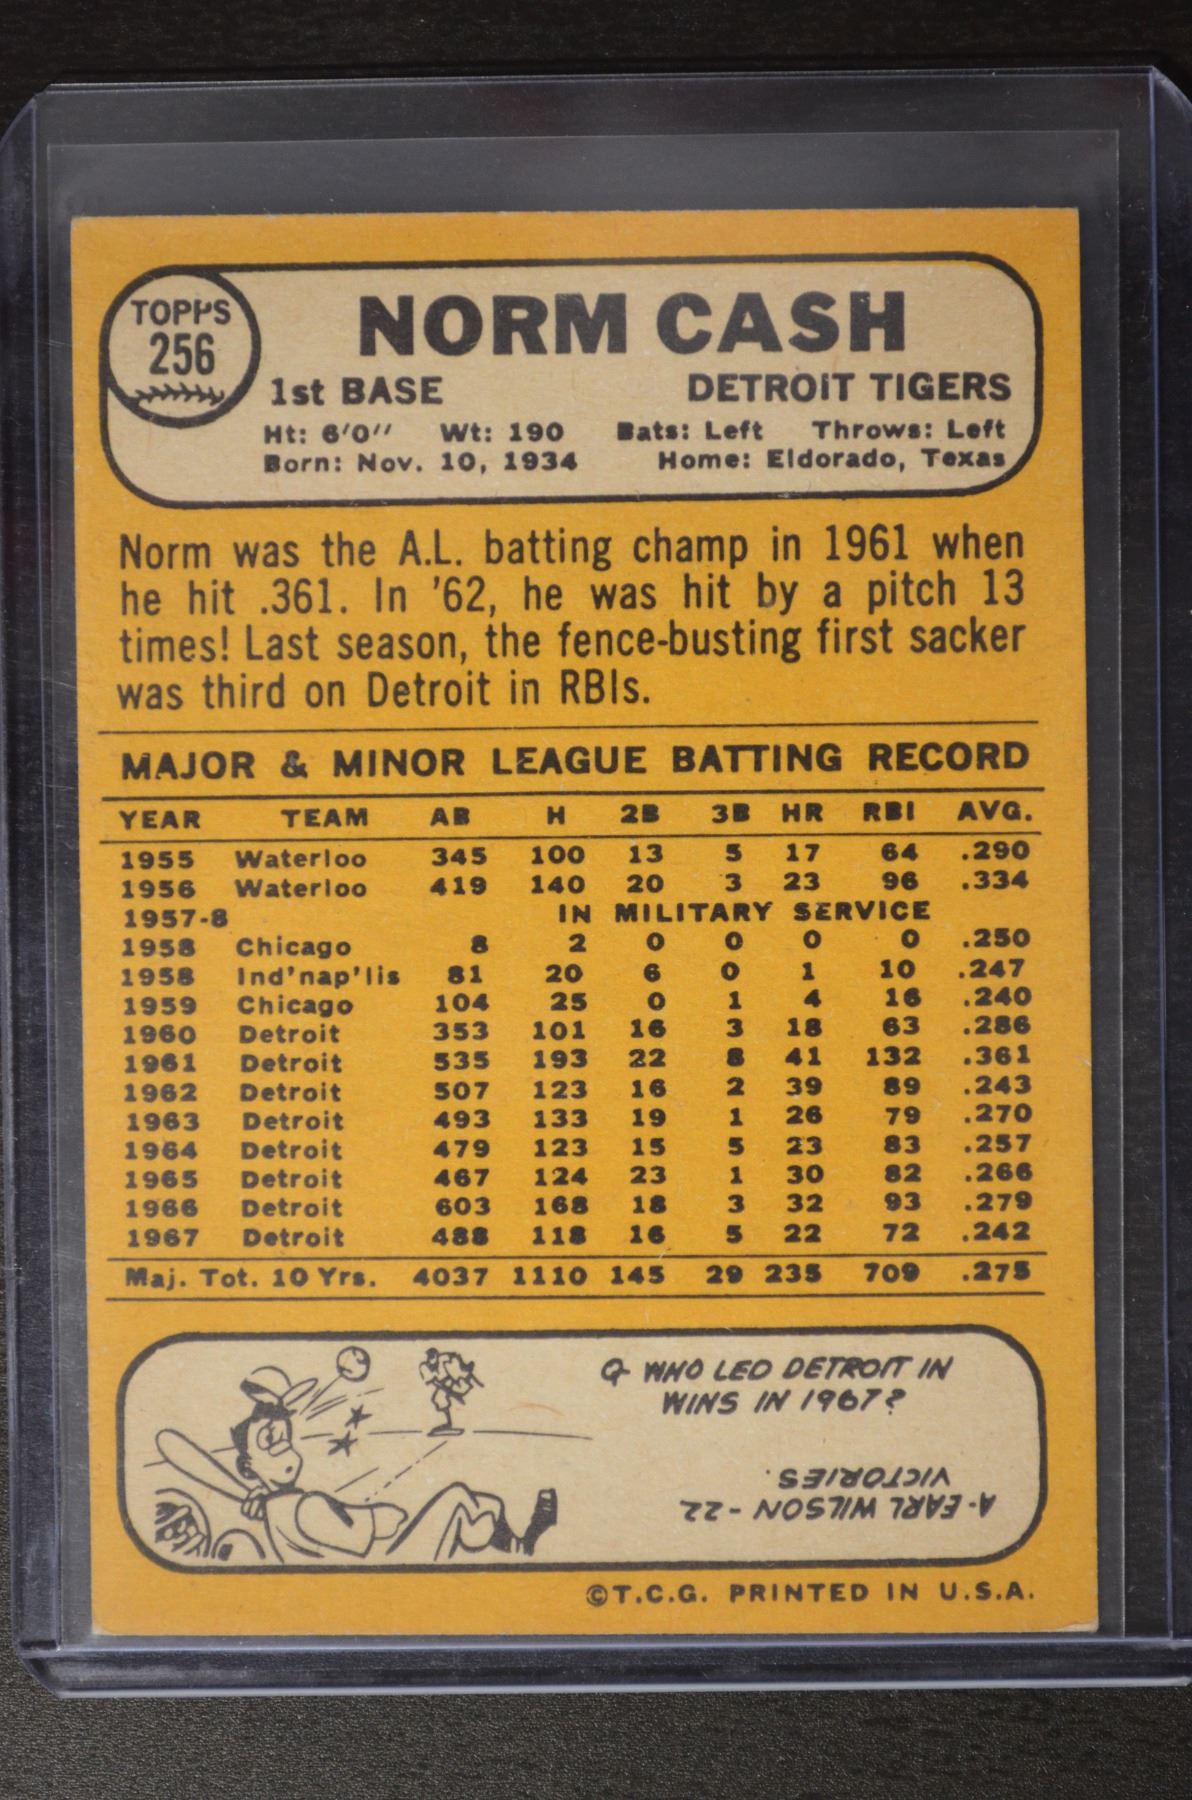 TOPPS
256
NORM CASH
1st BASE DETROIT TIGERS
Ht: 6'0" Wt: 190 Bats: Left Throws: Left
Born: Nov. 10, 1934 Home: Eldorado, Texas
Norm was the A.L. batting champ in 1961 when
he hit .361. In '62, he was hit by a pitch 13
times! Last season, the fence-busting first sacker
was third on Detroit in RBIs.
MAJOR & MINOR LEAGUE BATTING RECORD
YEAR TEAM AB H 2B 3B HR RBI AVG.
1955 Waterloo 345 100 13 5 17 64 .290
1956 Waterloo 419 140 20 3 23 96 .334
1957-8 IN MILITARY SERVICE
1958 Chicago 8 2 0 0 0 0 .250
1958 Ind'nap'lis 81 20 6 0 1 10 .247
1959 Chicago 104 25 0 1 4 16 .240
1960 Detroit 353 101 16 3 18 63 .286
1961 Detroit 535 193 22 8 41 132 .361
1962 Detroit 507 123 16 2 39 89 .243
1963 Detroit 493 133 19 1 26 79 .270
1964 Detroit 479 123 15 5 23 83 .257
1965 Detroit 467 124 23 1 30 82 .266
1966 Detroit 603 168 18 3 32 93 .279
1967 Detroit 488 118 16 5 22 72 .242
Maj. Tot. 10 Yrs. 4037 1110 145 29 235 709 .275
Q- WHO LED DETROIT IN
WINS IN 1967?
A- EARL WILSON - 22
VICTORIES.
©T.C.G. PRINTED IN U.S.A.